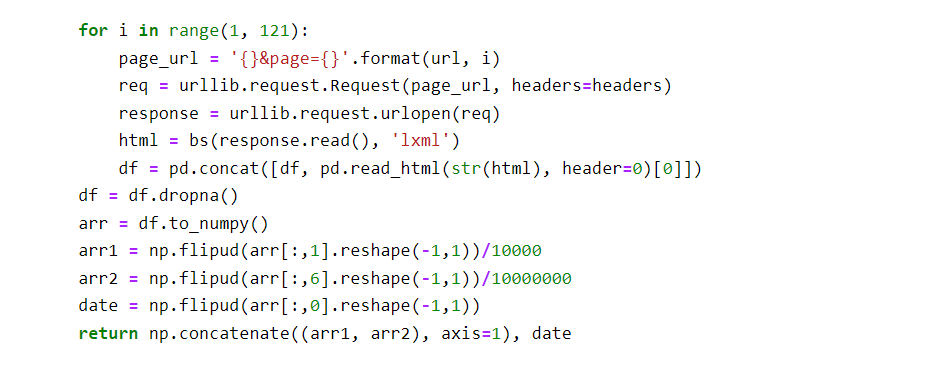 for i in range(1, 121):
    page_url = '{}&page={}'.format(url, i)
    req = urllib.request.Request(page_url, headers=headers)
    response = urllib.request.urlopen(req)
    html = bs(response.read(), 'lxml')
    df = pd.concat([df, pd.read_html(str(html), header=0)[0]])
df = df.dropna()
arr = df.to_numpy()
arr1 = np.flipud(arr[:,1].reshape(-1,1))/10000
arr2 = np.flipud(arr[:,6].reshape(-1,1))/10000000
date = np.flipud(arr[:,0].reshape(-1,1))
return np.concatenate((arr1, arr2), axis=1), date